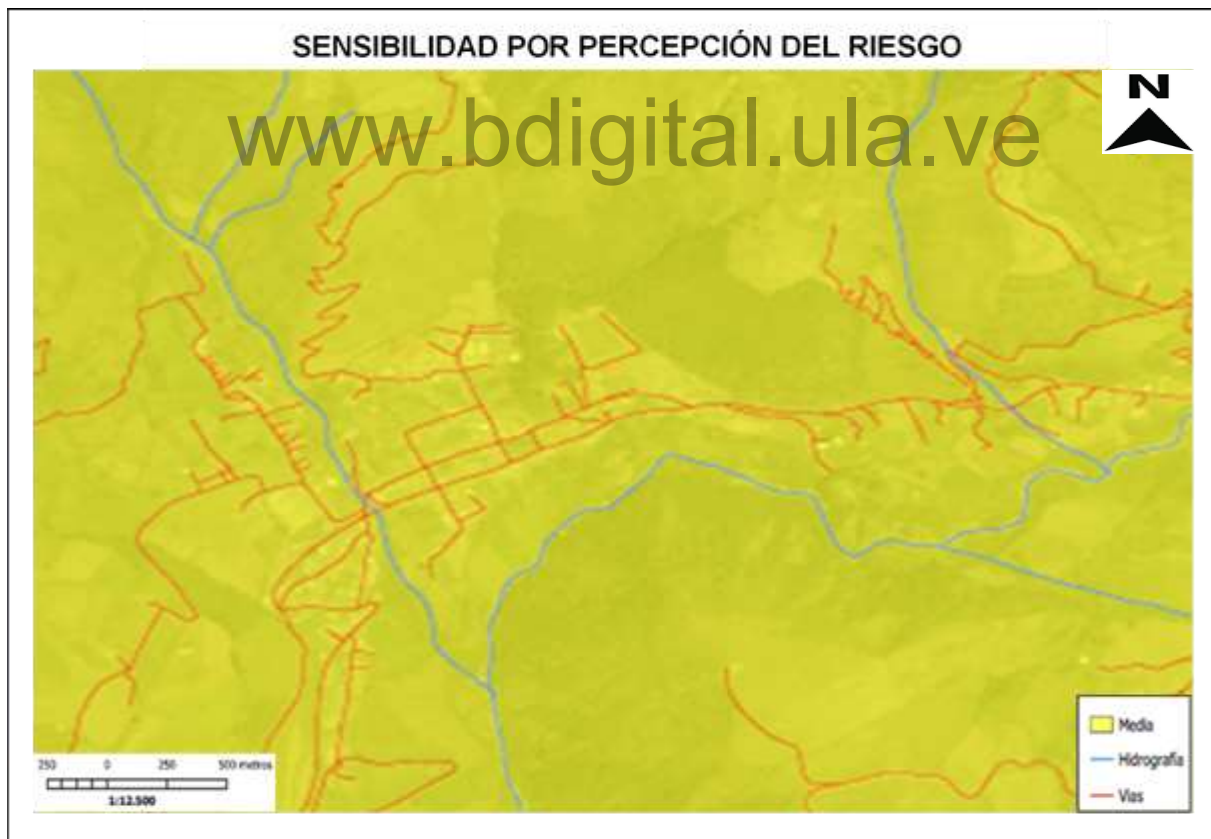 SENSIBILIDAD POR PERCEPCIÓN DEL RIESGO
www.bdigital.ula.ve
N
Media
Hidrografía
Vias
250 0 250 500 metros
1:12.500